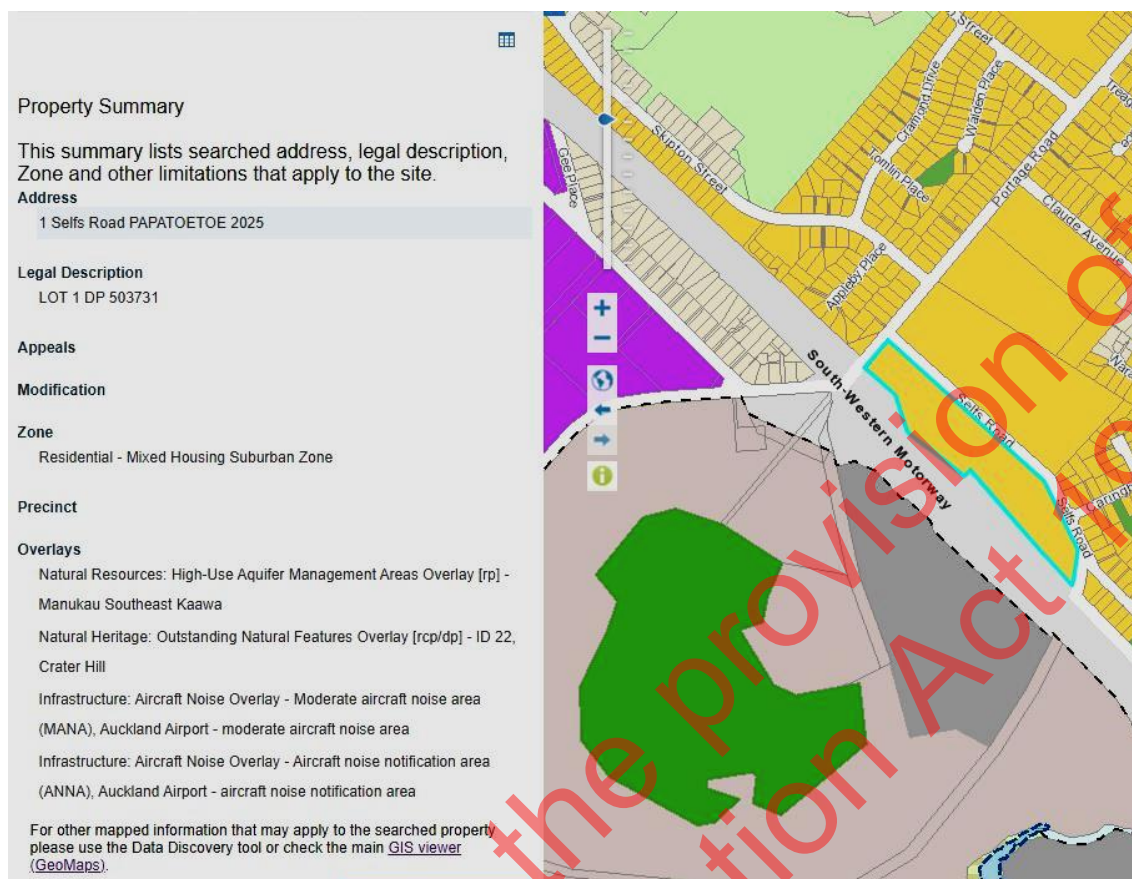 Property Summary
This summary lists searched address, legal description,
Zone and other limitations that apply to the site.
Address
1 Selfs Road PAPATOETOE 2025
Legal Description
LOT 1 DP 503731
Appeals
Modification
Zone
Residential - Mixed Housing Suburban Zone
Precinct
Overlays
Natural Resources: High-Use Aquifer Management Areas Overlay [rp] -
Manukau Southeast Kaawa
Natural Heritage: Outstanding Natural Features Overlay [rcp/dp] - ID 22,
Crater Hill
Infrastructure: Aircraft Noise Overlay - Moderate aircraft noise area
(MANA), Auckland Airport - moderate aircraft noise area
Infrastructure: Aircraft Noise Overlay - Aircraft noise notification area
(ANNA), Auckland Airport - aircraft noise notification area
For other mapped information that may apply to the searched property
please use the Data Discovery tool or check the main GIS viewer
(GeoMaps).
Street
Cramond Drive
Walden Place
Skipton Street
Gee Place
Tomlin Place
Portage Road
Claude Avenue
Appleby Place
South-Western Motorway
Selfs Road
Selfs Road
the provision of
Act